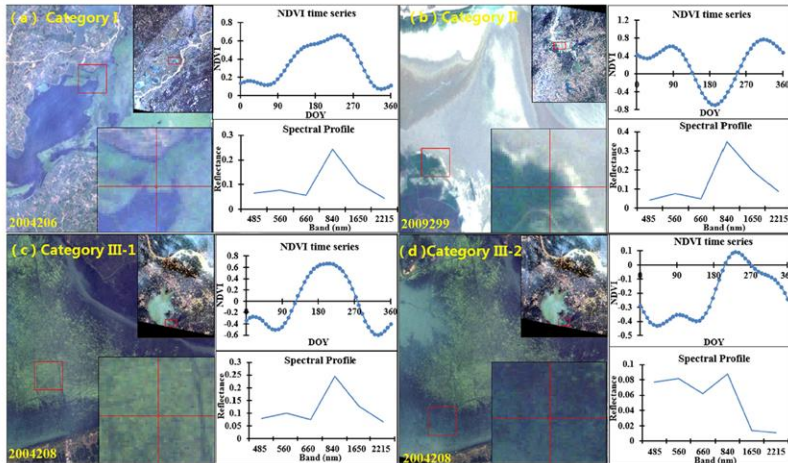 ( a )   Category I
2004206
NDVI time series
NDVI
0.8
0.6
0.4
0.2
0
0 90 180 270 360
DOY
Spectral Profile
Reflectance
0.3
0.2
0.1
0
485 560 660 840 1650 2215
Band (nm)
( b )   Category II
2009299
NDVI time series
NDVI
1.2
0.8
0.4
0
-0.4
-0.8
90 180 270 360
DOY
Spectral Profile
Reflectance
0.4
0.3
0.2
0.1
0
485 560 660 840 1650 2215
Band (nm)
( c ) Category III-1
2004208
NDVI time series
NDVI
0.8
0.6
0.4
0.2
0
-0.2
-0.4
-0.6
90 180 270 360
DOY
Spectral Profile
Reflectance
0.25
0.2
0.15
0.1
0.05
0
485 560 660 840 1650 2215
Band (nm)
( d )Category III-2
2004208
NDVI time series
NDVI
0.1
0
-0.1
-0.2
-0.3
-0.4
-0.5
90 180 270 360
DOY
Spectral Profile
Reflectance
0.1
0.08
0.06
0.04
0.02
0
485 560 660 840 1650 2215
Band (nm)